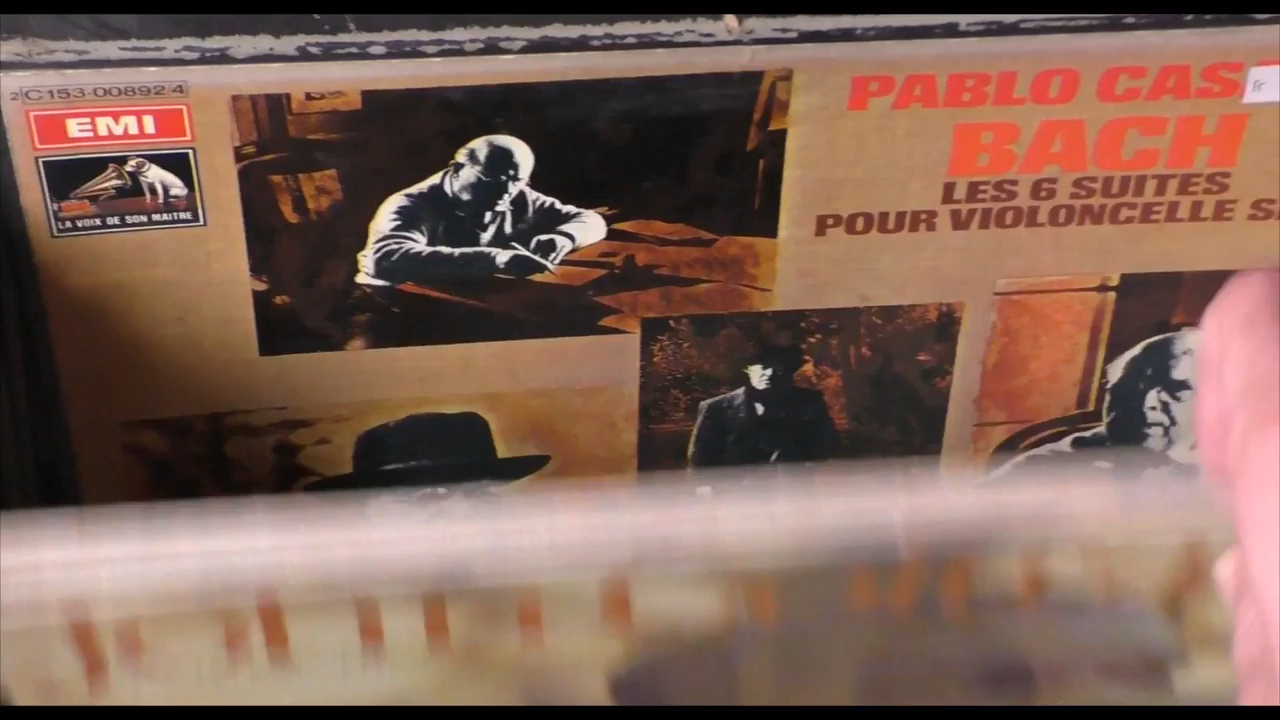 2C153-00892/4
EMI
LA VOIX DE SON MAITRE
PABLO CAS
BACH
LES 6 SUITES
POUR VIOLONCELLE S